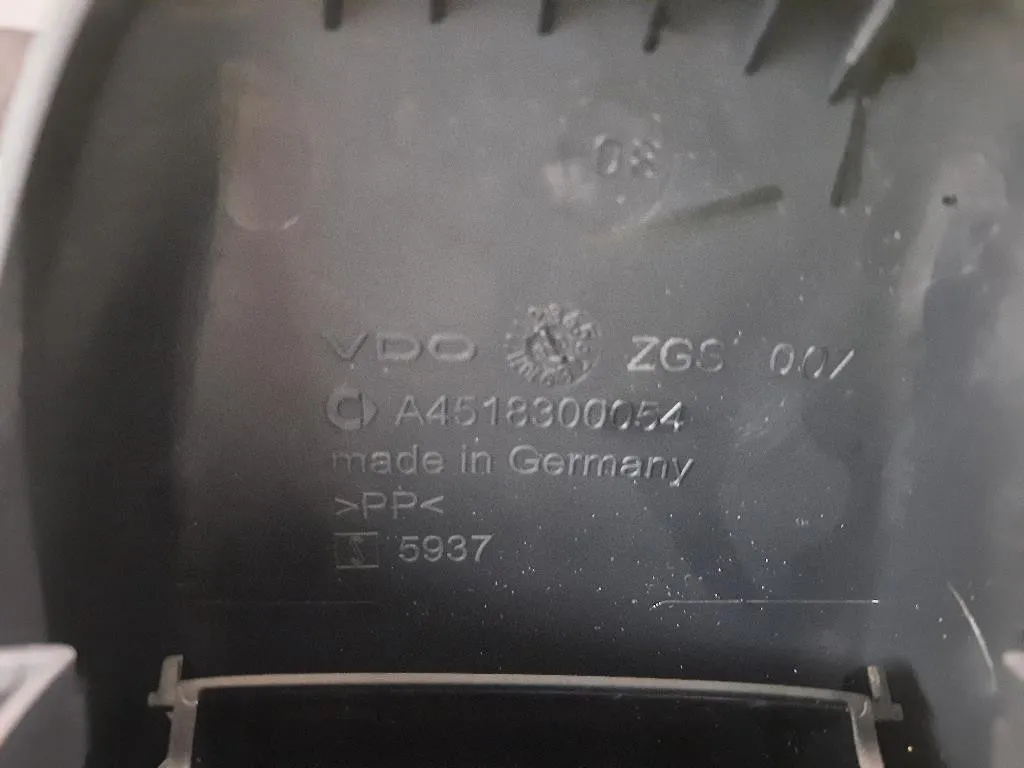 08
VDO ZGS 007
A4518300054
made in Germany
>PP<
5937